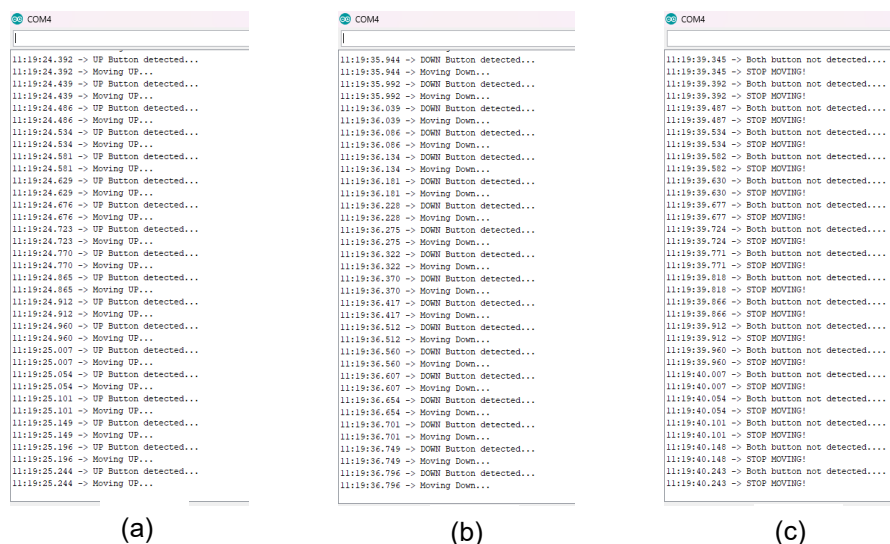 COM4
11:19:24.392 -> UP Button detected...
11:19:24.392 -> Moving UP...
11:19:24.439 -> UP Button detected...
11:19:24.439 -> Moving UP...
11:19:24.486 -> UP Button detected...
11:19:24.486 -> Moving UP...
11:19:24.534 -> UP Button detected...
11:19:24.534 -> Moving UP...
11:19:24.581 -> UP Button detected...
11:19:24.581 -> Moving UP...
11:19:24.629 -> UP Button detected...
11:19:24.629 -> Moving UP...
11:19:24.676 -> UP Button detected...
11:19:24.676 -> Moving UP...
11:19:24.723 -> UP Button detected...
11:19:24.723 -> Moving UP...
11:19:24.770 -> UP Button detected...
11:19:24.770 -> Moving UP...
11:19:24.865 -> UP Button detected...
11:19:24.865 -> Moving UP...
11:19:24.912 -> UP Button detected...
11:19:24.912 -> Moving UP...
11:19:24.960 -> UP Button detected...
11:19:24.960 -> Moving UP...
11:19:25.007 -> UP Button detected...
11:19:25.007 -> Moving UP...
11:19:25.054 -> UP Button detected...
11:19:25.054 -> Moving UP...
11:19:25.101 -> UP Button detected...
11:19:25.101 -> Moving UP...
11:19:25.149 -> UP Button detected...
11:19:25.149 -> Moving UP...
11:19:25.196 -> UP Button detected...
11:19:25.196 -> Moving UP...
11:19:25.244 -> UP Button detected...
11:19:25.244 -> Moving UP...
(a)
COM4
11:19:35.944 -> DOWN Button detected...
11:19:35.944 -> Moving Down...
11:19:35.992 -> DOWN Button detected...
11:19:35.992 -> Moving Down...
11:19:36.039 -> DOWN Button detected...
11:19:36.039 -> Moving Down...
11:19:36.086 -> DOWN Button detected...
11:19:36.086 -> Moving Down...
11:19:36.134 -> DOWN Button detected...
11:19:36.134 -> Moving Down...
11:19:36.181 -> DOWN Button detected...
11:19:36.181 -> Moving Down...
11:19:36.228 -> DOWN Button detected...
11:19:36.228 -> Moving Down...
11:19:36.275 -> DOWN Button detected...
11:19:36.275 -> Moving Down...
11:19:36.322 -> DOWN Button detected...
11:19:36.322 -> Moving Down...
11:19:36.370 -> DOWN Button detected...
11:19:36.370 -> Moving Down...
11:19:36.417 -> DOWN Button detected...
11:19:36.417 -> Moving Down...
11:19:36.512 -> DOWN Button detected...
11:19:36.512 -> Moving Down...
11:19:36.560 -> DOWN Button detected...
11:19:36.560 -> Moving Down...
11:19:36.607 -> DOWN Button detected...
11:19:36.607 -> Moving Down...
11:19:36.654 -> DOWN Button detected...
11:19:36.654 -> Moving Down...
11:19:36.701 -> DOWN Button detected...
11:19:36.701 -> Moving Down...
11:19:36.749 -> DOWN Button detected...
11:19:36.749 -> Moving Down...
11:19:36.796 -> DOWN Button detected...
11:19:36.796 -> Moving Down...
(b)
COM4
11:19:39.345 -> Both button not detected....
11:19:39.345 -> STOP MOVING!
11:19:39.392 -> Both button not detected....
11:19:39.392 -> STOP MOVING!
11:19:39.487 -> Both button not detected....
11:19:39.487 -> STOP MOVING!
11:19:39.534 -> Both button not detected....
11:19:39.534 -> STOP MOVING!
11:19:39.582 -> Both button not detected....
11:19:39.582 -> STOP MOVING!
11:19:39.630 -> Both button not detected....
11:19:39.630 -> STOP MOVING!
11:19:39.677 -> Both button not detected....
11:19:39.677 -> STOP MOVING!
11:19:39.724 -> Both button not detected....
11:19:39.724 -> STOP MOVING!
11:19:39.771 -> Both button not detected....
11:19:39.771 -> STOP MOVING!
11:19:39.818 -> Both button not detected....
11:19:39.818 -> STOP MOVING!
11:19:39.866 -> Both button not detected....
11:19:39.866 -> STOP MOVING!
11:19:39.912 -> Both button not detected....
11:19:39.912 -> STOP MOVING!
11:19:39.960 -> Both button not detected....
11:19:39.960 -> STOP MOVING!
11:19:40.007 -> Both button not detected....
11:19:40.007 -> STOP MOVING!
11:19:40.054 -> Both button not detected....
11:19:40.054 -> STOP MOVING!
11:19:40.101 -> Both button not detected....
11:19:40.101 -> STOP MOVING!
11:19:40.148 -> Both button not detected....
11:19:40.148 -> STOP MOVING!
11:19:40.243 -> Both button not detected....
11:19:40.243 -> STOP MOVING!
(c)